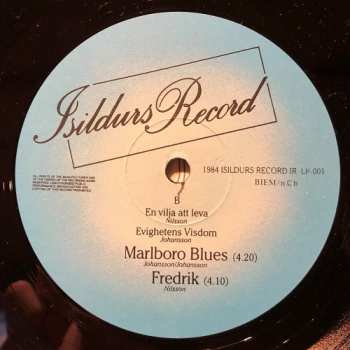 Isildurs Record
1984 ISILDURS RECORD IR LP-001
BIEM/nCb
B
En vilja att leva
Nilsson
Evighetens Visdom
Johansson
Marlboro Blues (4.20)
Johansson/Johansson
Fredrik (4.10)
Nilsson